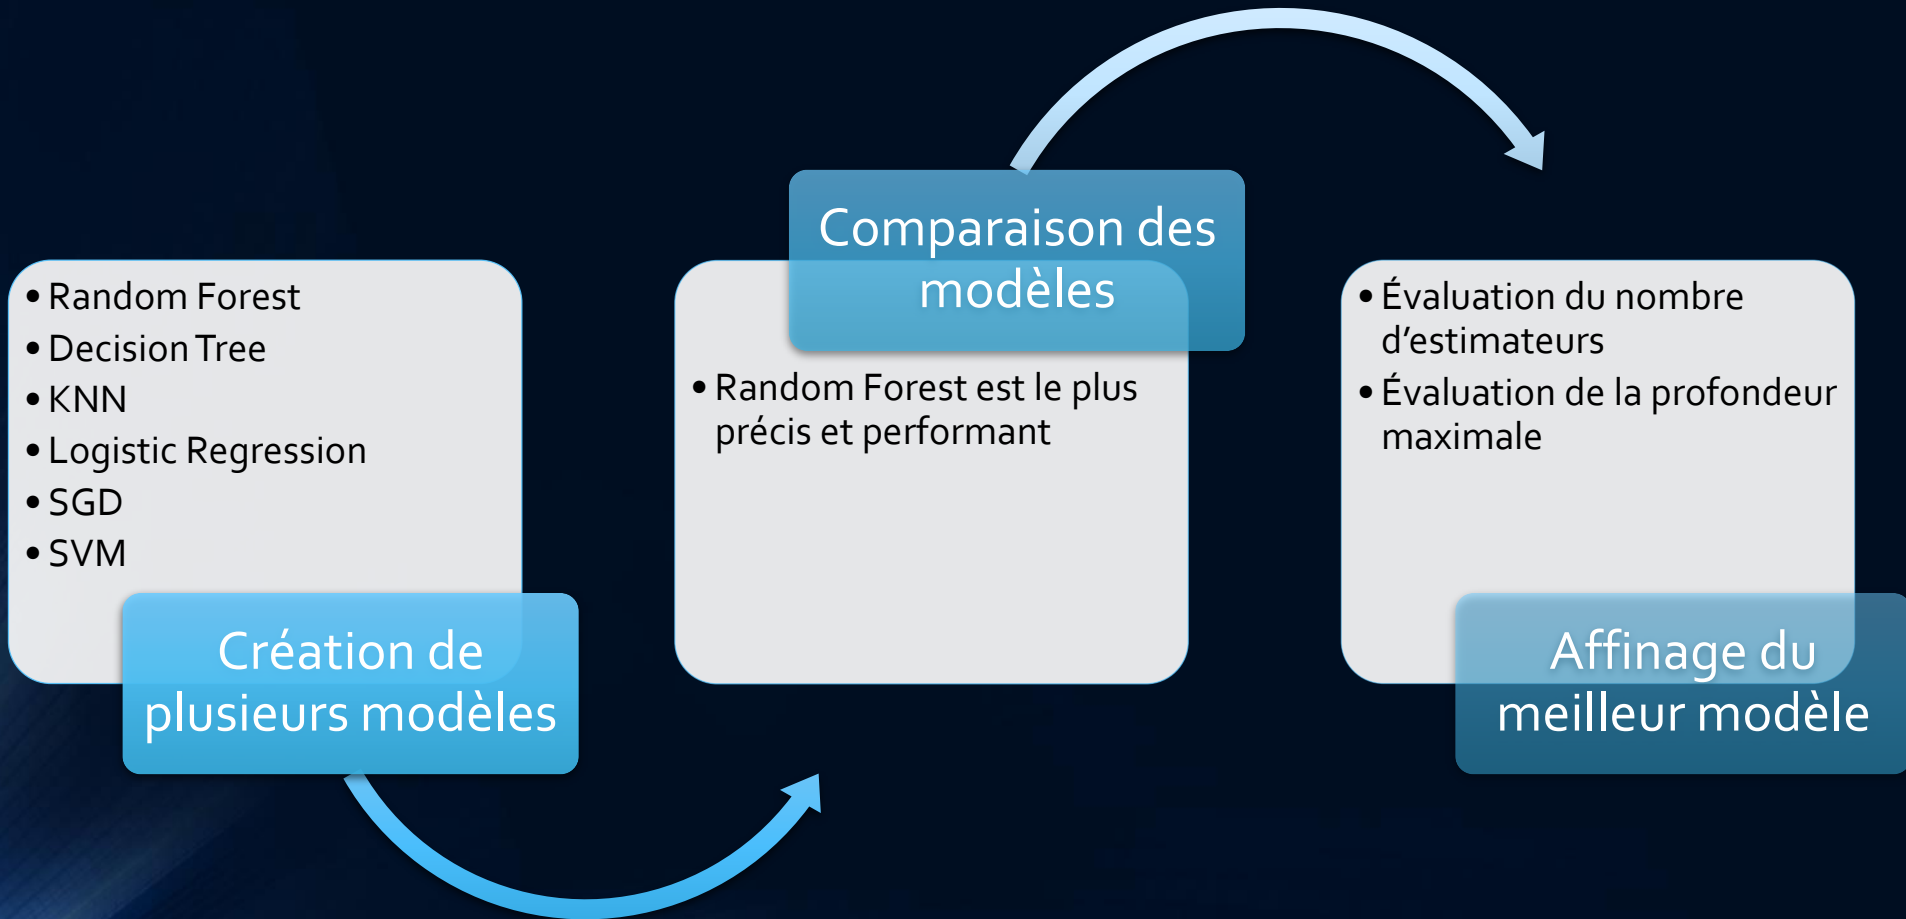 • Random Forest
• Decision Tree
• KNN
• Logistic Regression
• SGD
• SVM
Création de
plusieurs modèles
Comparaison des
modèles
• Random Forest est le plus
précis et performant
• Évaluation du nombre
d’estimateurs
• Évaluation de la profondeur
maximale
Affinage du
meilleur modèle